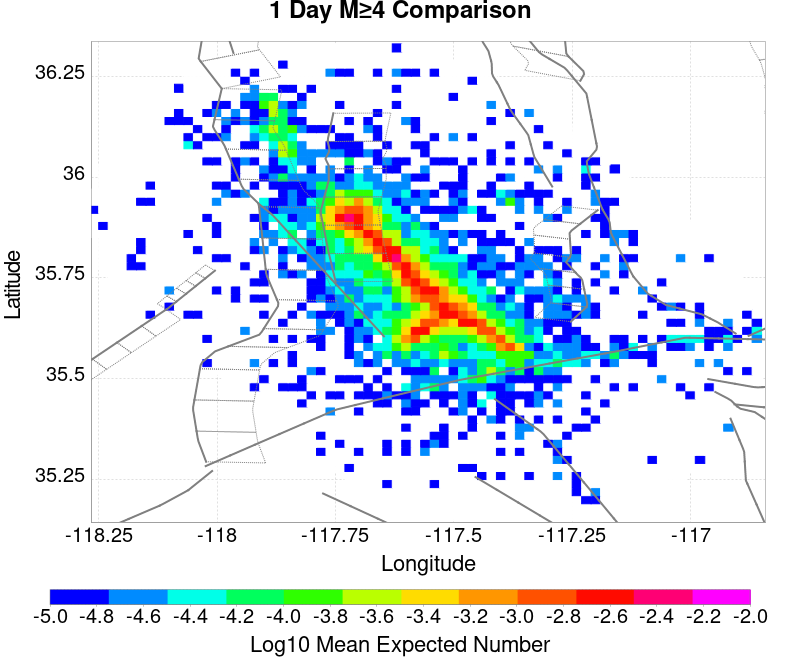 1 Day M≥4 Comparison
36.25
36
35.75
35.5
35.25
Latitude
-118.25 -118 -117.75 -117.5 -117.25 -117
Longitude
-5.0 -4.8 -4.6 -4.4 -4.2 -4.0 -3.8 -3.6 -3.4 -3.2 -3.0 -2.8 -2.6 -2.4 -2.2 -2.0
Log10 Mean Expected Number